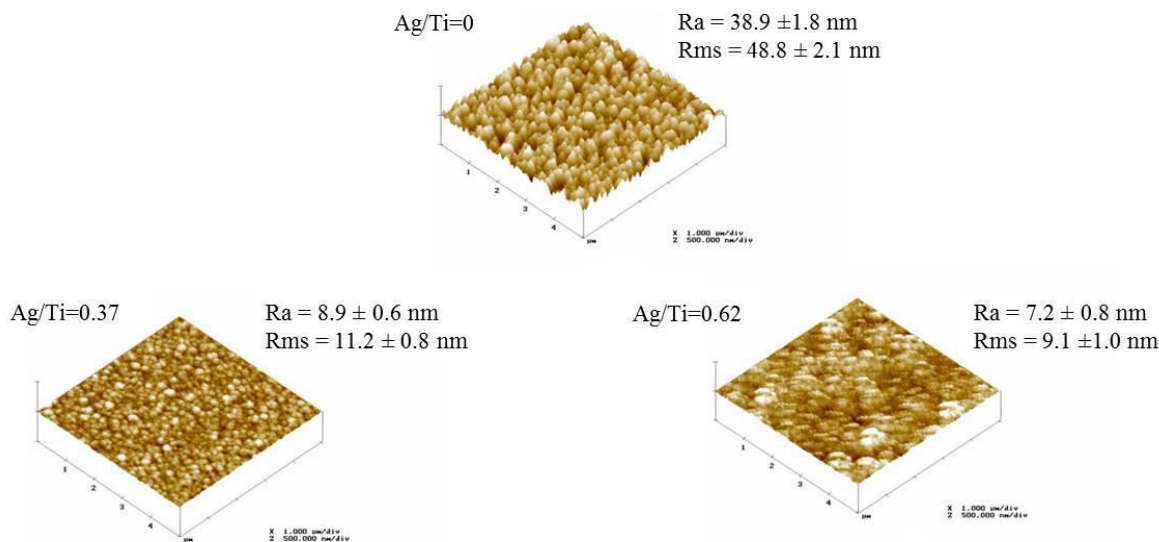 Ag/Ti=0
Ra = 38.9 ±1.8 nm
Rms = 48.8 ± 2.1 nm
1
2
3
4
µm
X 1.000 µm/div
Z 500.000 nm/div
Ag/Ti=0.37
Ra = 8.9 ± 0.6 nm
Rms = 11.2 ± 0.8 nm
1
2
3
4
µm
X 1.000 µm/div
Z 500.000 nm/div
Ag/Ti=0.62
Ra = 7.2 ± 0.8 nm
Rms = 9.1 ±1.0 nm
1
2
3
4
µm
X 1.000 µm/div
Z 500.000 nm/div